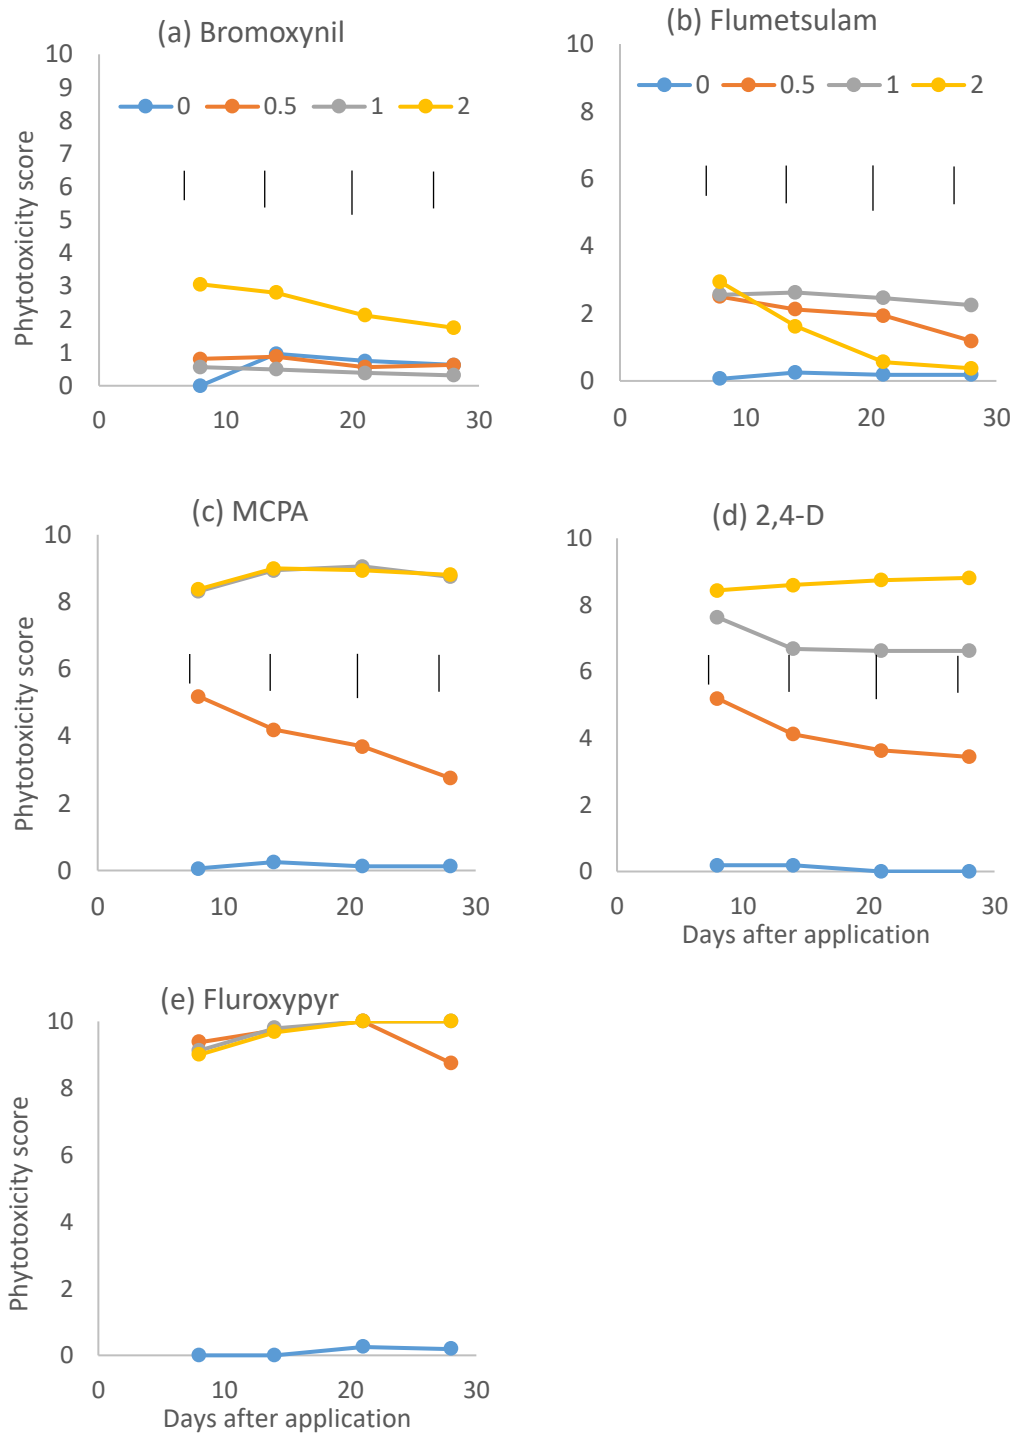 (a) Bromoxynil
10
9
8
7
6
5
4
3
2
1
0
0 0.5 1 2
Phytotoxicity score
0 10 20 30
(b) Flumetsulam
10
8
6
4
2
0
0 0.5 1 2
0 10 20 30
(c) MCPA
10
8
6
4
2
0
Phytotoxicity score
0 10 20 30
(d) 2,4-D
10
8
6
4
2
0
0 10 20 30
Days after application
(e) Fluroxypyr
10
8
6
4
2
0
Phytotoxicity score
0 10 20 30
Days after application